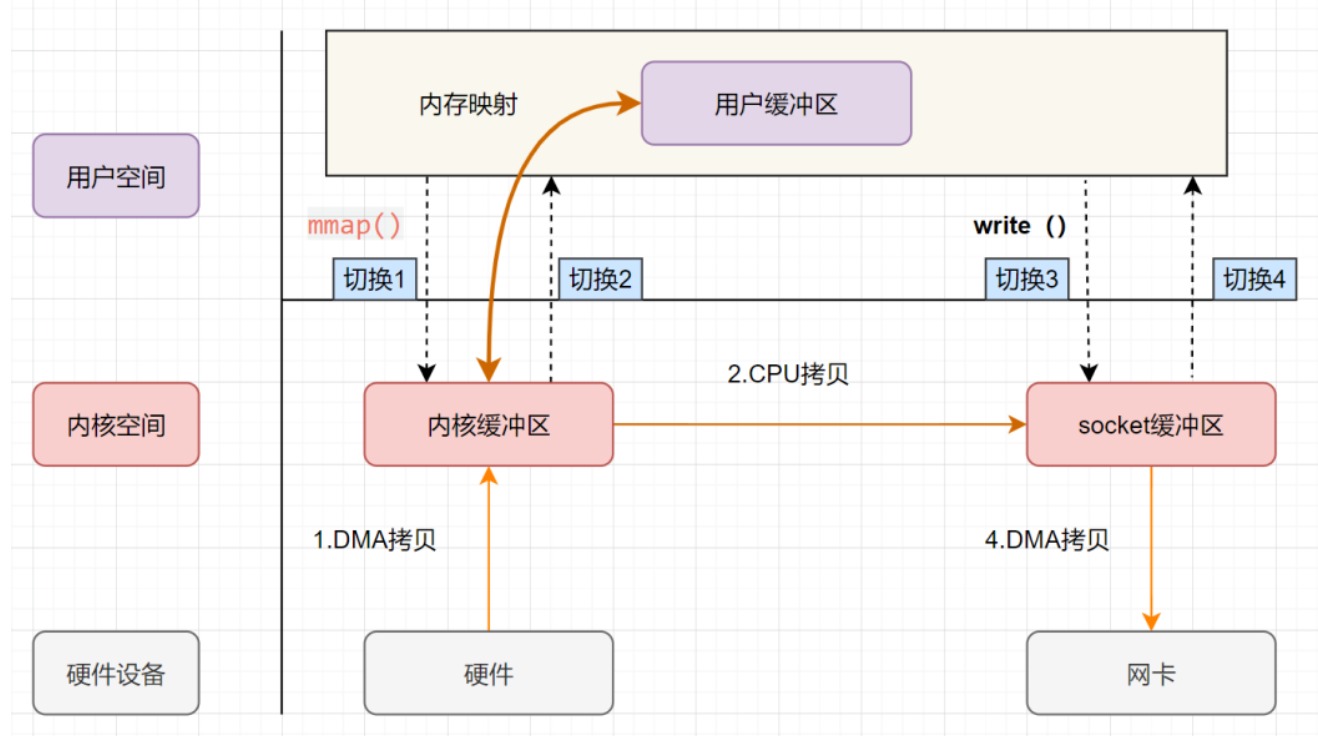 内存映射
用户缓冲区
用户空间
mmap()
write（）
切换1
切换2
切换3
切换4
2.CPU拷贝
内核空间
内核缓冲区
socket缓冲区
1.DMA拷贝
4.DMA拷贝
硬件设备
硬件
网卡